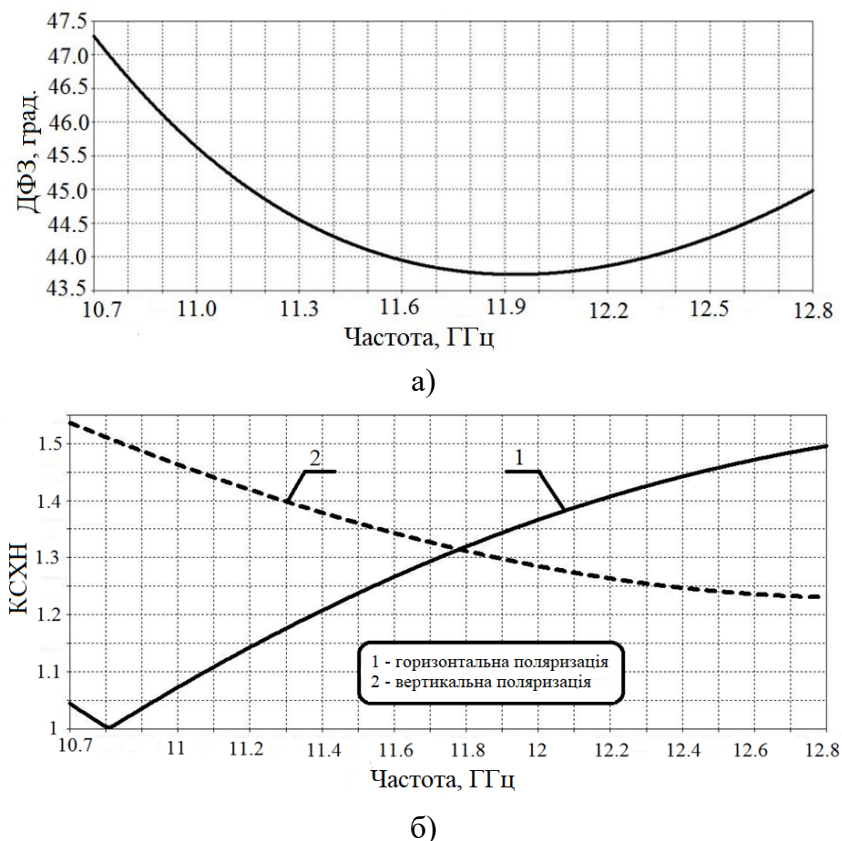 47.5
47.0
46.5
46.0
45.5
45.0
44.5
44.0
43.5
ДФЗ, град.
10.7 11.0 11.3 11.6 11.9 12.2 12.5 12.8
Частота, ГГц
а)
1.5
1.4
1.3
1.2
1.1
1
КСХН
2
1
1 - горизонтальна поляризація
2 - вертикальна поляризація
10.7 11 11.2 11.4 11.6 11.8 12 12.2 12.4 12.6 12.8
Частота, ГГц
б)